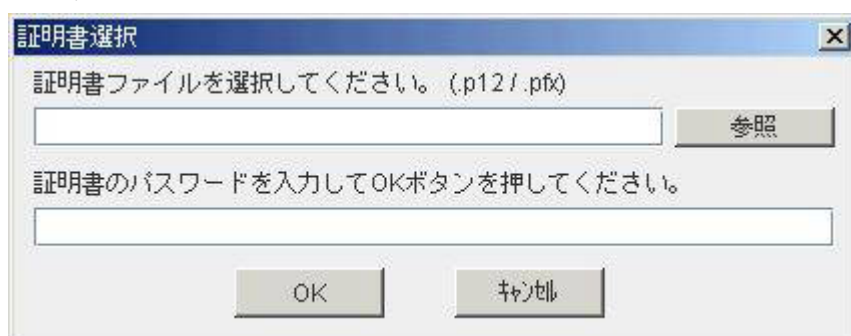 証明書選択
証明書ファイルを選択してください。 (.p12 / .pfx)
参照
証明書のパスワードを入力してOKボタンを押してください。
OK ｷｬﾝｾﾙ